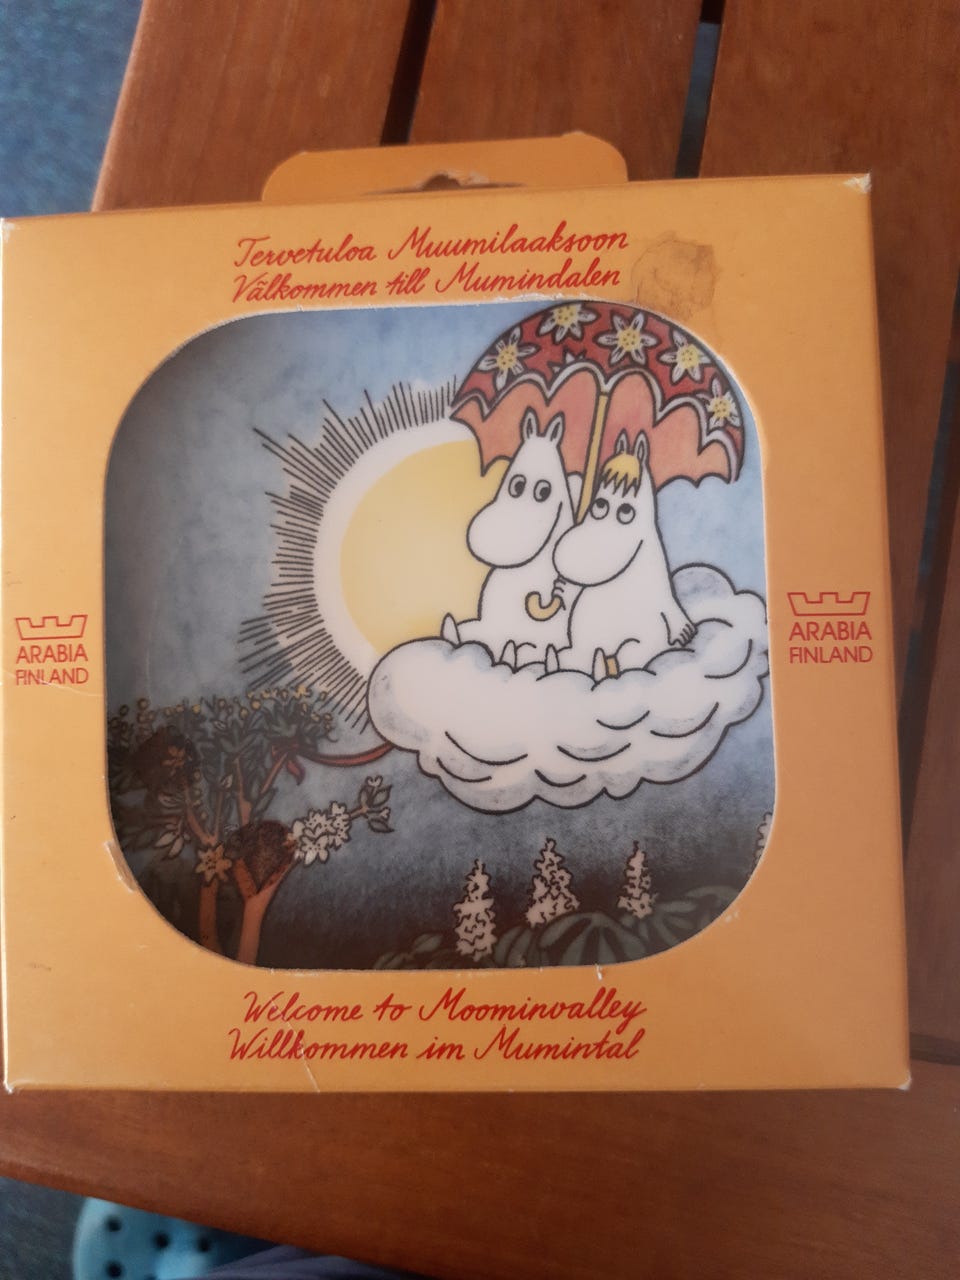 Tervetuloa Muumilaaksoon
Välkommen till Mumindalen
ARABIA
FINLAND
ARABIA
FINLAND
Welcome to Moominvalley
Willkommen im Mumintal